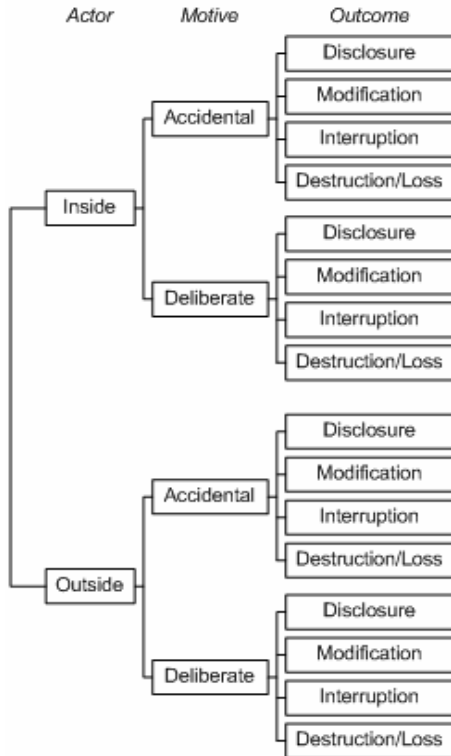 Actor Motive Outcome
Disclosure
Modification
Accidental
Interruption
Destruction/Loss
Inside
Disclosure
Modification
Deliberate
Interruption
Destruction/Loss
Disclosure
Modification
Accidental
Interruption
Destruction/Loss
Outside
Disclosure
Modification
Deliberate
Interruption
Destruction/Loss